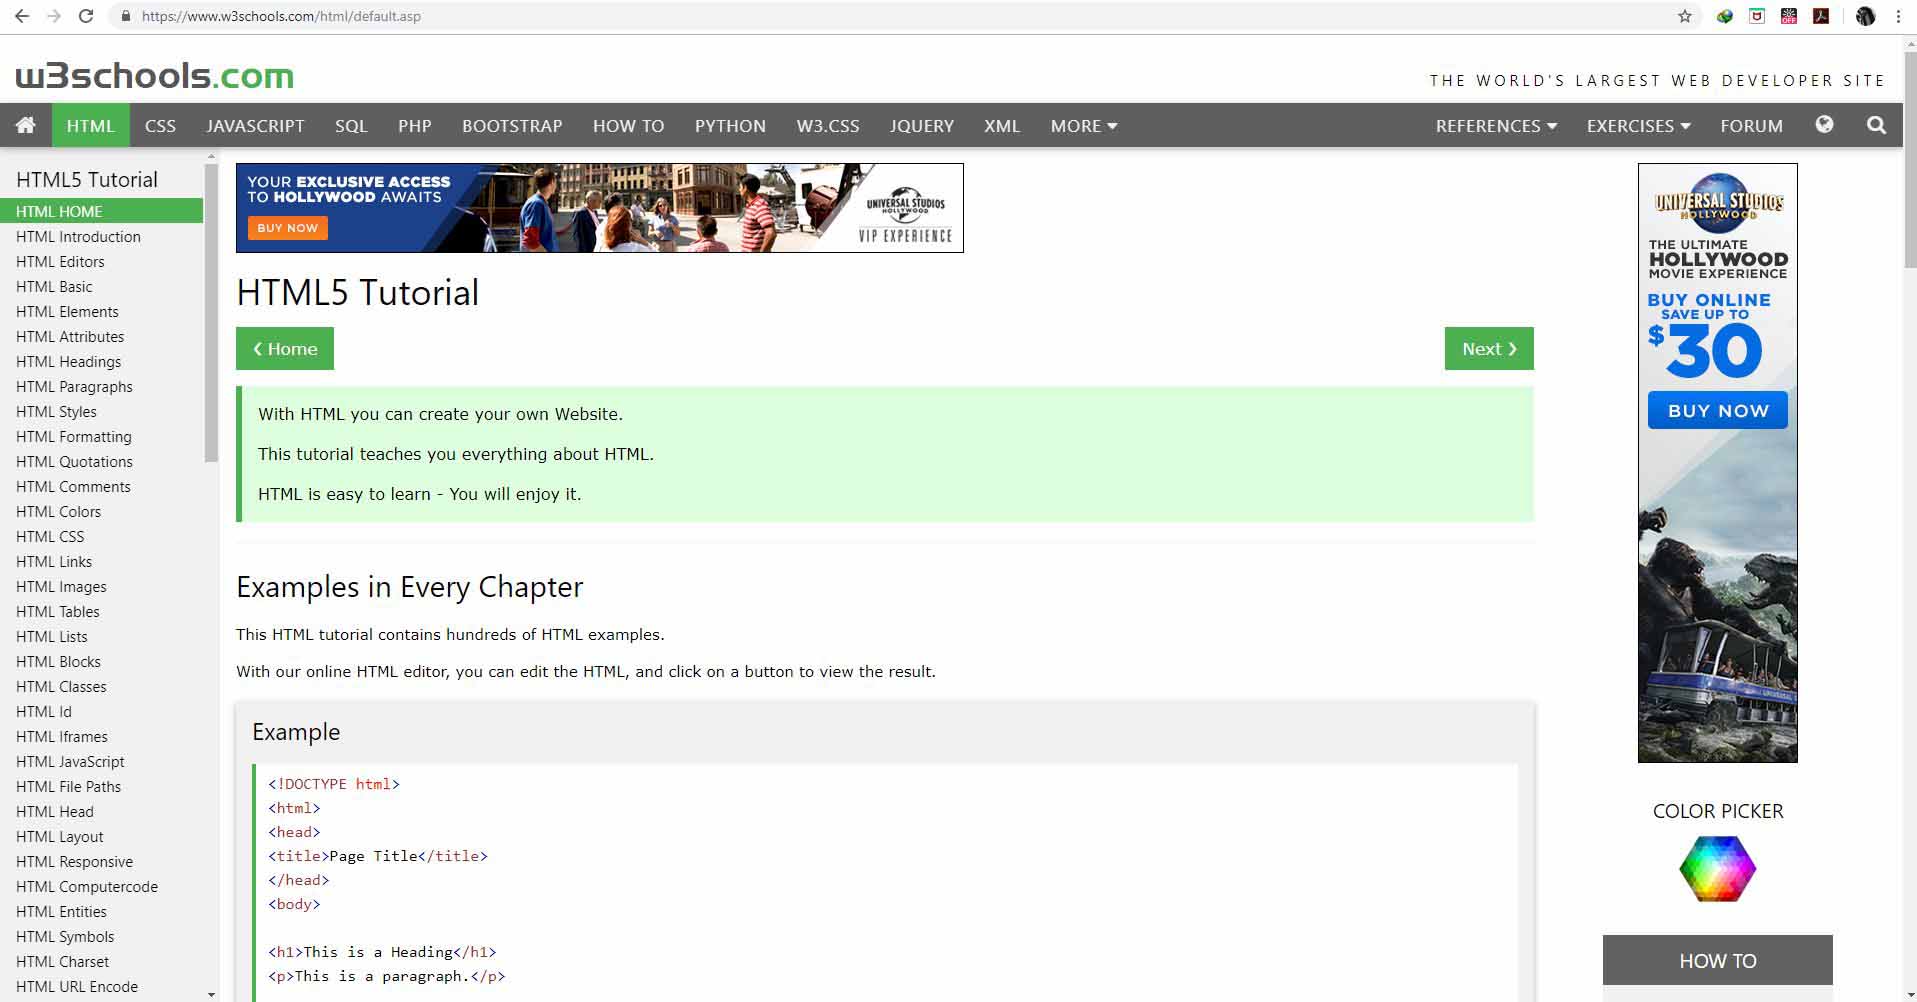 https://www.w3schools.com/html/default.asp
OFF
w3schools.com
THE WORLD'S LARGEST WEB DEVELOPER SITE
HTML CSS JAVASCRIPT SQL PHP BOOTSTRAP HOW TO PYTHON W3.CSS JQUERY XML MORE REFERENCES EXERCISES FORUM
HTML5 Tutorial
HTML HOME
HTML Introduction
HTML Editors
HTML Basic
HTML Elements
HTML Attributes
HTML Headings
HTML Paragraphs
HTML Styles
HTML Formatting
HTML Quotations
HTML Comments
HTML Colors
HTML CSS
HTML Links
HTML Images
HTML Tables
HTML Lists
HTML Blocks
HTML Classes
HTML Id
HTML Iframes
HTML JavaScript
HTML File Paths
HTML Head
HTML Layout
HTML Responsive
HTML Computercode
HTML Entities
HTML Symbols
HTML Charset
HTML URL Encode
YOUR EXCLUSIVE ACCESS
TO HOLLYWOOD AWAITS
BUY NOW
UNIVERSAL STUDIOS
HOLLYWOOD
VIP EXPERIENCE
HTML5 Tutorial
❮ Home
Next ❯
With HTML you can create your own Website.
This tutorial teaches you everything about HTML.
HTML is easy to learn - You will enjoy it.
Examples in Every Chapter
This HTML tutorial contains hundreds of HTML examples.
With our online HTML editor, you can edit the HTML, and click on a button to view the result.
Example
<!DOCTYPE html>
<html>
<head>
<title>Page Title</title>
</head>
<body>
<h1>This is a Heading</h1>
<p>This is a paragraph.</p>
UNIVERSAL STUDIOS
HOLLYWOOD
THE ULTIMATE
HOLLYWOOD
MOVIE EXPERIENCE
BUY ONLINE
SAVE UP TO
$30
BUY NOW
UNIVERSAL
COLOR PICKER
HOW TO